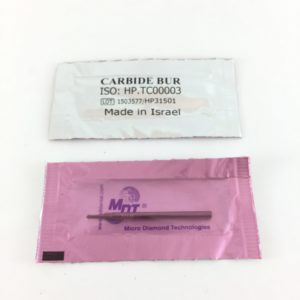 CARBIDE BUR
ISO: HP.TC00003
LOT 1503577/HP31501
Made in Israel
MDT®
Micro Diamond Technologies